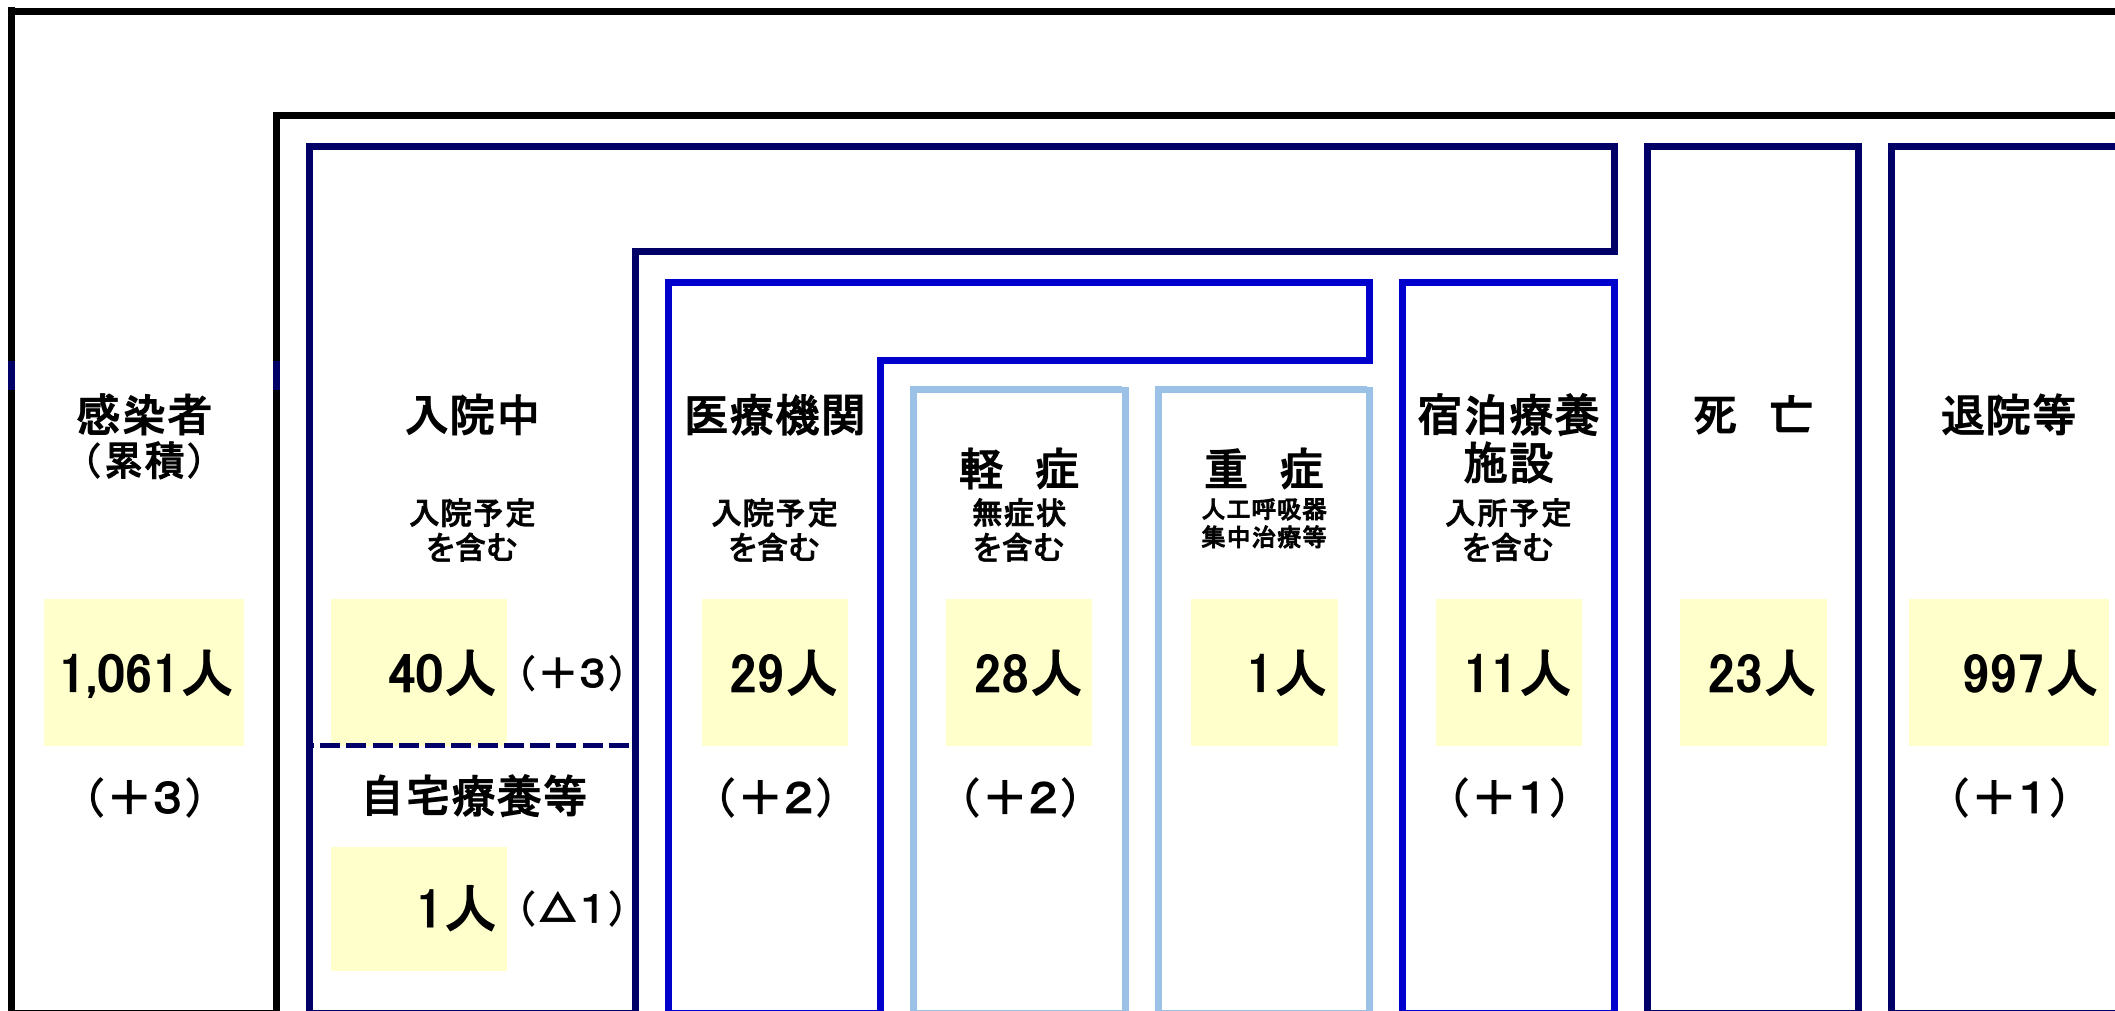 感染者
（累積）
1,061人
（＋3）
入院中
入院予定
を含む
40人（＋3）
自宅療養等
1人（△1）
医療機関
入院予定
を含む
29人
（＋2）
軽　症
無症状
を含む
28人
（＋2）
重　症
人工呼吸器
集中治療等
1人
宿泊療養
施設
入所予定
を含む
11人
（＋1）
死　亡
23人
退院等
997人
（＋1）